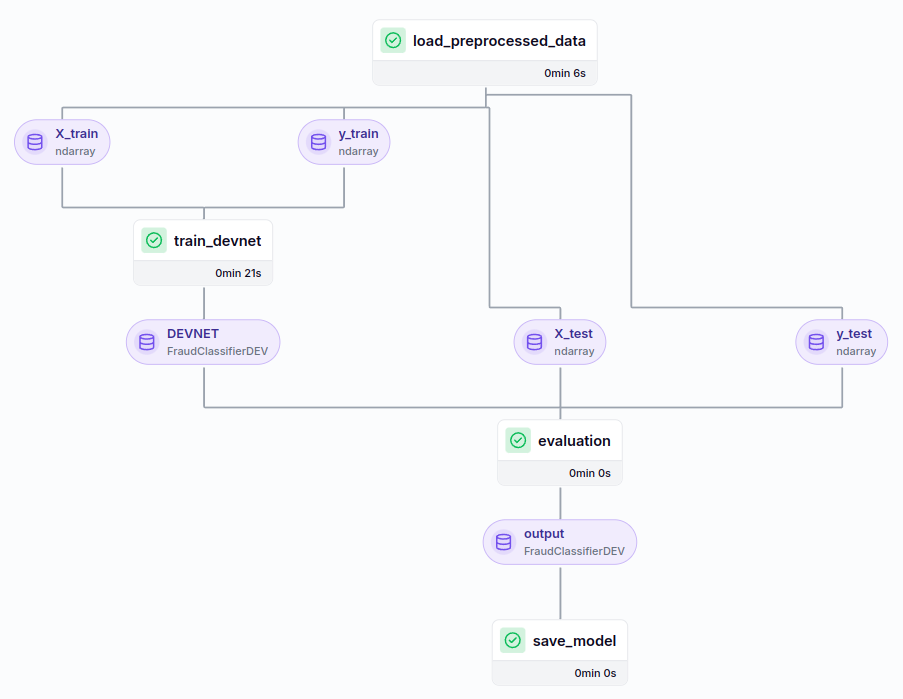 load_preprocessed_data
0min 6s
X_train
ndarray
y_train
ndarray
train_devnet
0min 21s
DEVNET
FraudClassifierDEV
X_test
ndarray
y_test
ndarray
evaluation
0min 0s
output
FraudClassifierDEV
save_model
0min 0s